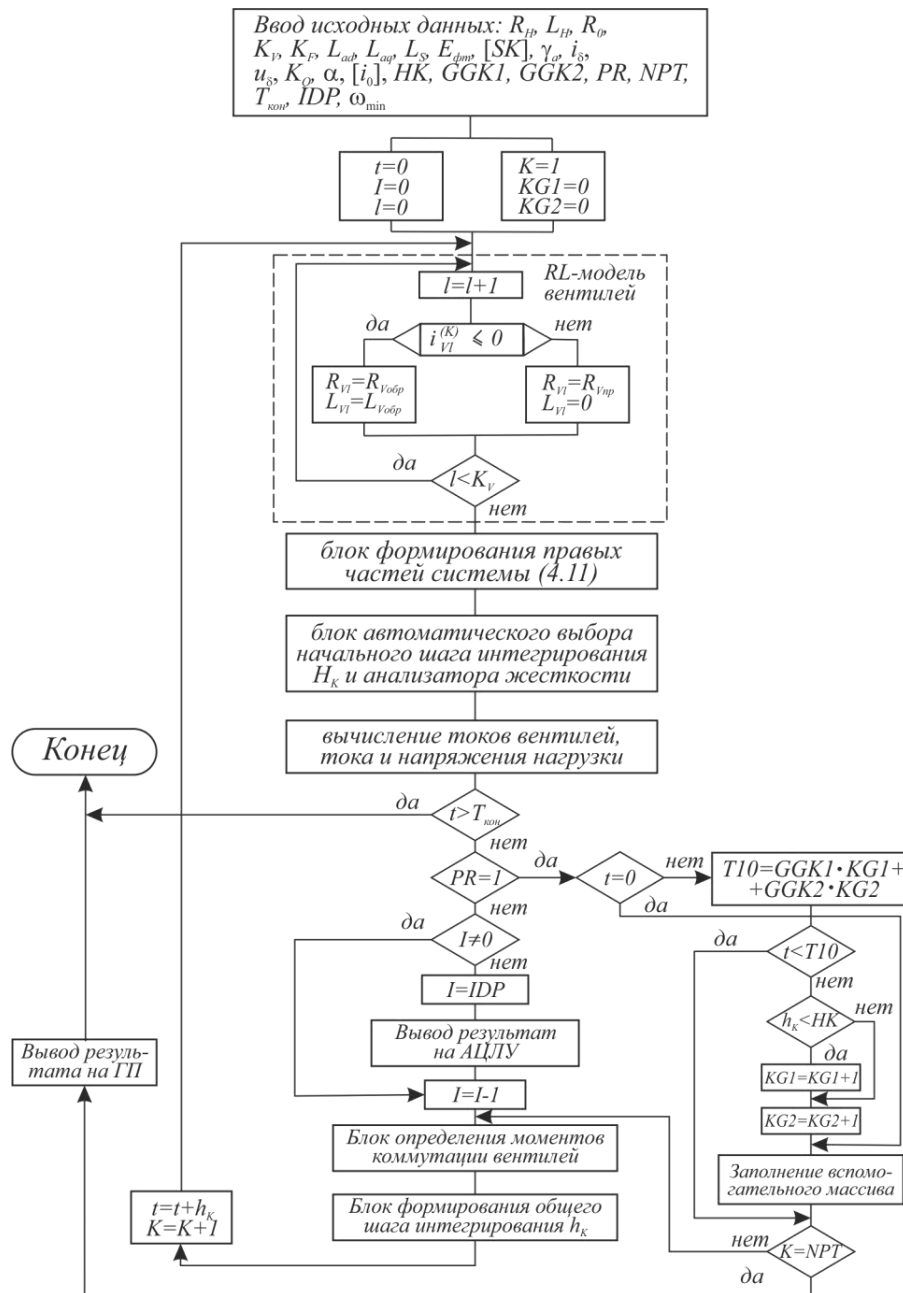 Ввод исходных данных: R_H, L_H, R_0,
K_V, K_F, L_ad, L_aq, L_S, E_фm, [SK], γ_a, i_δ,
u_δ, K_Q, α, [i_0], HK, GGK1, GGK2, PR, NPT,
T_кон, IDP, ω_min
t=0
I=0
l=0
K=1
KG1=0
KG2=0
RL-модель
вентилей
l=l+1
да
i_Vl^(K) ⩽ 0
нет
R_Vl=R_Vобр
L_Vl=L_Vобр
R_Vl=R_Vпр
L_Vl=0
да
l<K_V
нет
блок формирования правых
частей системы (4.11)
блок автоматического выбора
начального шага интегрирования
H_K и анализатора жесткости
вычисление токов вентилей,
тока и напряжения нагрузки
Конец
да
t>T_кон
нет
PR=1
да
t=0
нет
T10=GGK1·KG1+
+GGK2·KG2
нет
да
да
I≠0
нет
да
t<T10
нет
I=IDP
h_K<HK
нет
да
Вывод результат
на АЦЛУ
Вывод резуль-
тата на ГП
KG1=KG1+1
I=I-1
KG2=KG2+1
Блок определения моментов
коммутации вентилей
Заполнение вспомо-
гательного массива
t=t+h_K
K=K+1
Блок формирования общего
шага интегрирования h_K
нет
K=NPT
да